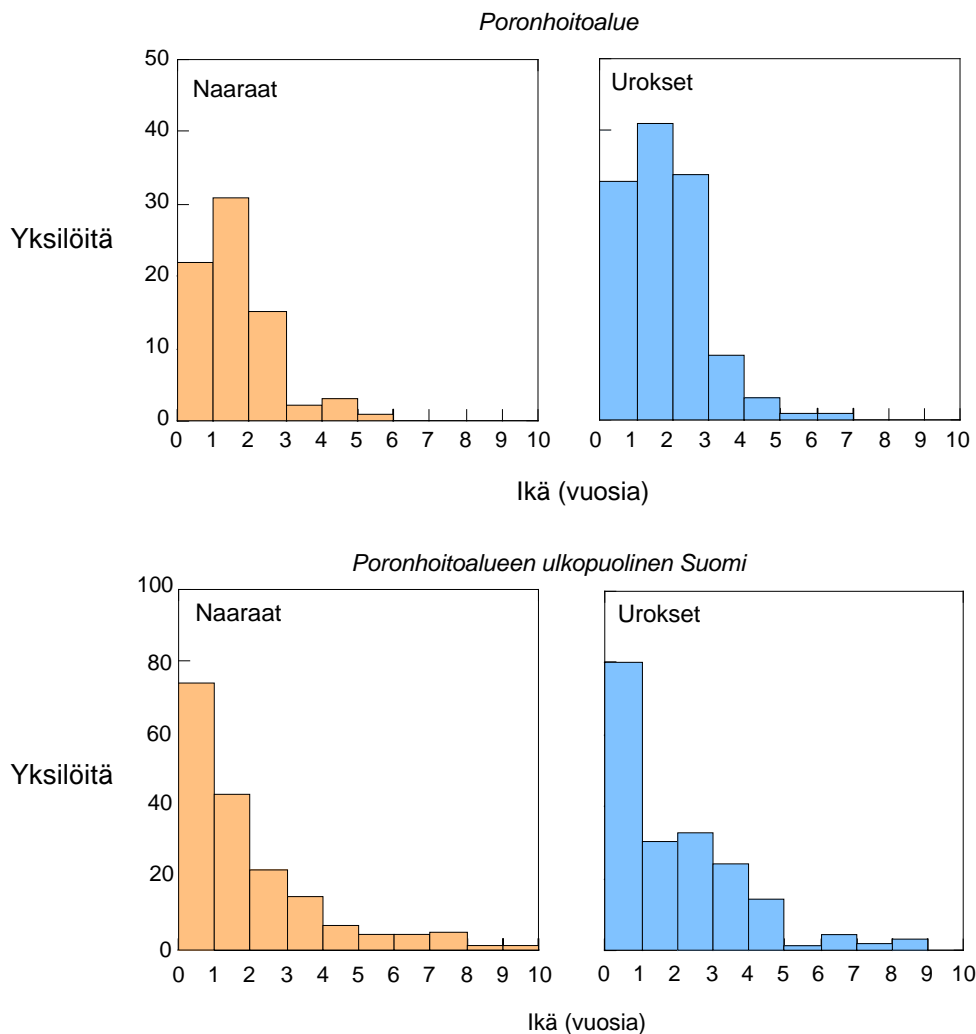 Poronhoitoalue
50
40
30
20
10
0
Yksilöitä
Naaraat
Urokset
0 1 2 3 4 5 6 7 8 9 10
0 1 2 3 4 5 6 7 8 9 10
Ikä (vuosia)
Poronhoitoalueen ulkopuolinen Suomi
100
80
60
40
20
0
Yksilöitä
Naaraat
Urokset
0 1 2 3 4 5 6 7 8 9 10
0 1 2 3 4 5 6 7 8 9 10
Ikä (vuosia)